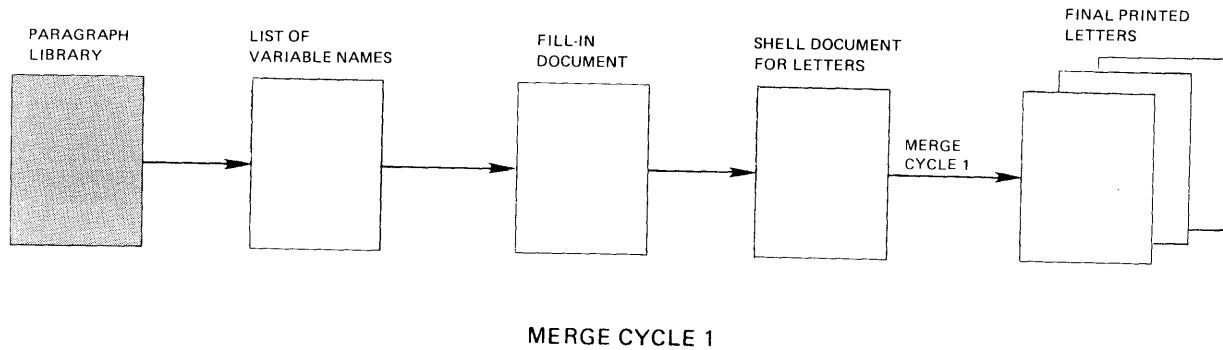 PARAGRAPH
LIBRARY
LIST OF
VARIABLE NAMES
FILL-IN
DOCUMENT
SHELL DOCUMENT
FOR LETTERS
FINAL PRINTED
LETTERS
MERGE
CYCLE 1
MERGE CYCLE 1